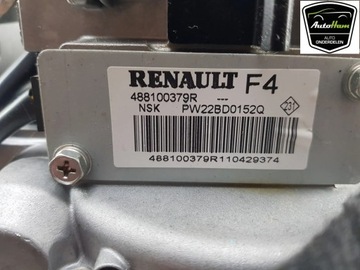 AutoHam
AUTO
ONDERDELEN
RENAULT F4
488100379R ---
NSK PW22BD0152Q
488100379R110429374